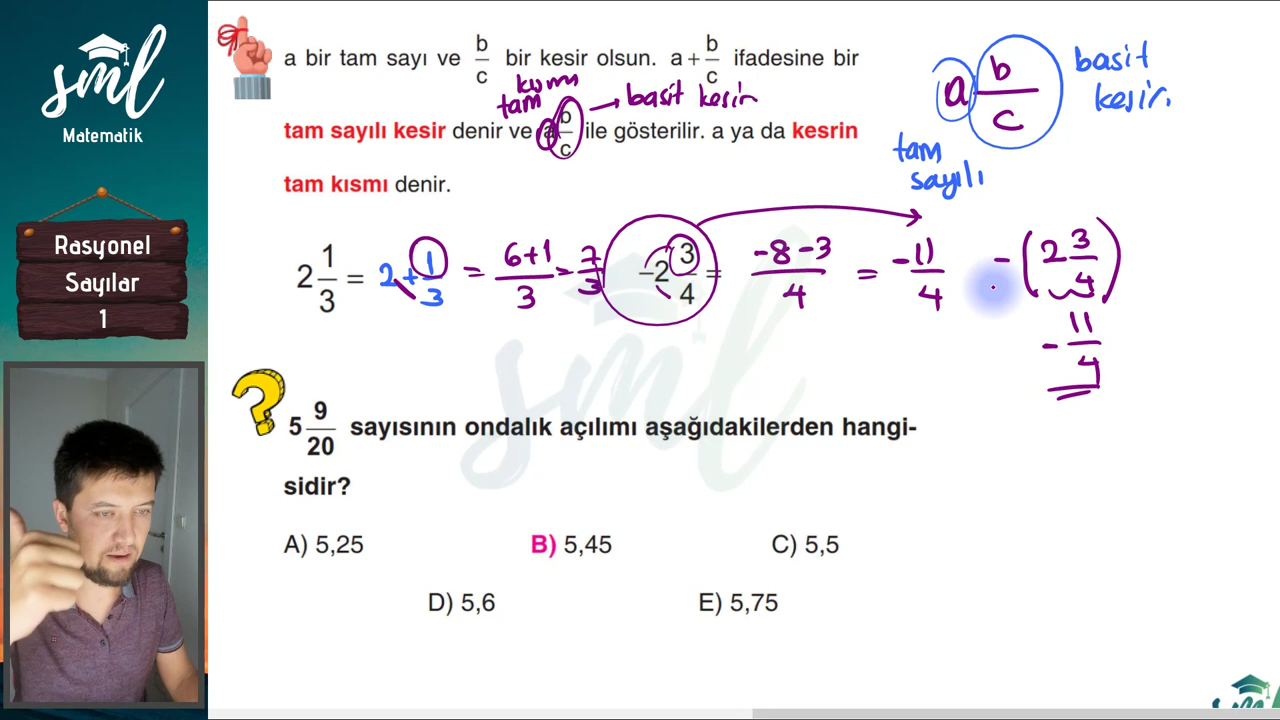 sml
Matematik
Rasyonel
Sayılar
1
a bir tam sayı ve b/c bir kesir olsun. a + b/c ifadesine bir
tam kısmı → basit kesir
tam sayılı kesir denir ve a b/c ile gösterilir. a ya da kesrin
tam kısmı denir.
a b/c basit kesir.
tam sayılı
2 1/3 = 2 + 1/3 = 6+1/3 = 7/3
-2 3/4 = -8-3/4 = -11/4
-(2 3/4)
-11/4
5 9/20 sayısının ondalık açılımı aşağıdakilerden hangi-
sidir?
A) 5,25 B) 5,45 C) 5,5
D) 5,6 E) 5,75
sml